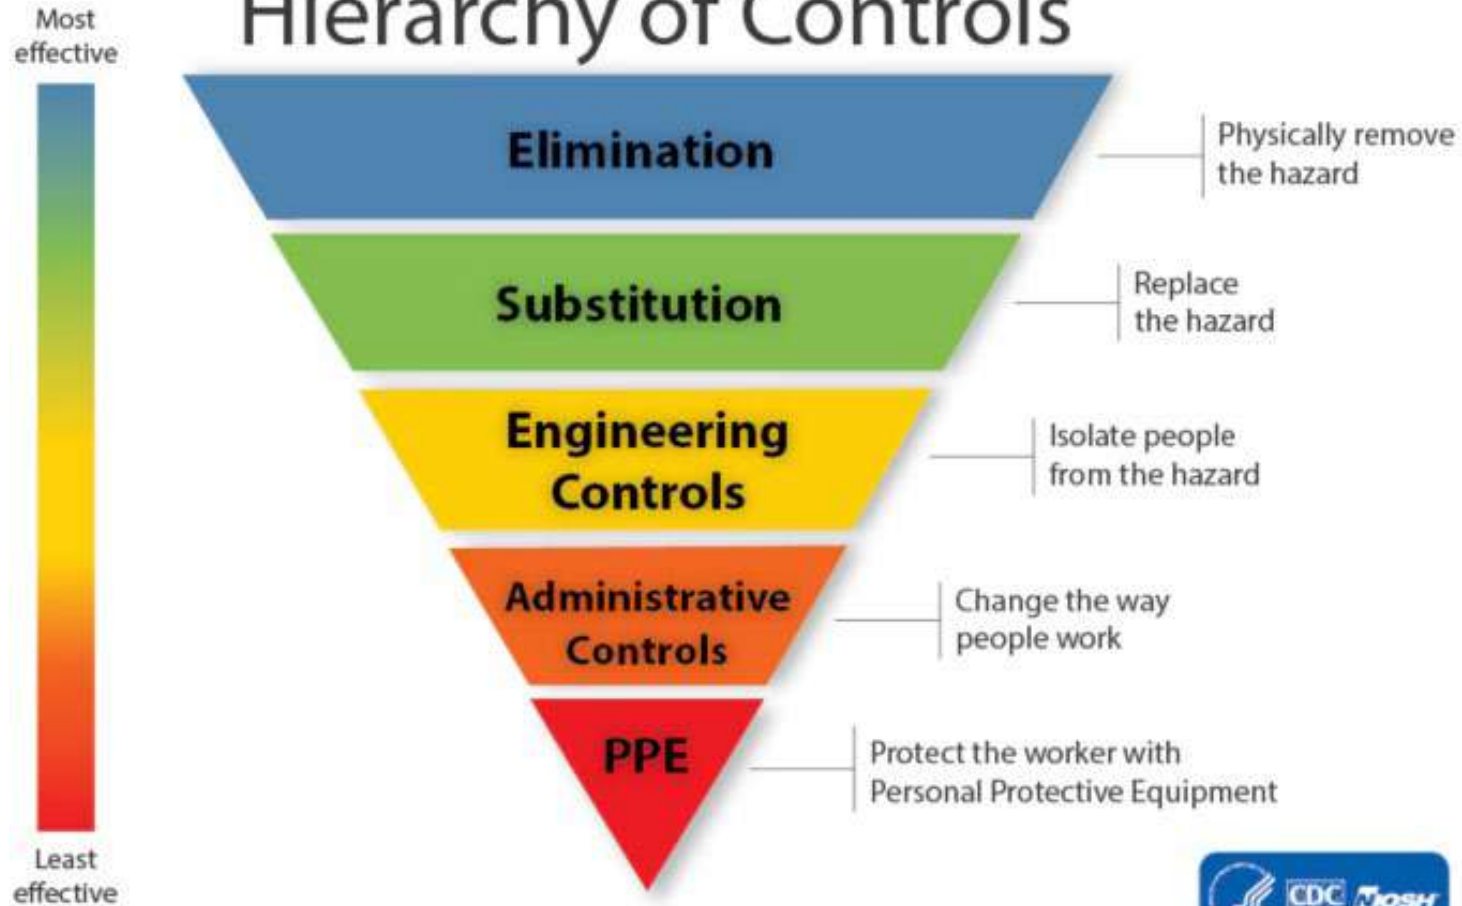 Hierarchy of Controls
Most
effective
Elimination
Physically remove
the hazard
Substitution
Replace
the hazard
Engineering
Controls
Isolate people
from the hazard
Administrative
Controls
Change the way
people work
PPE
Protect the worker with
Personal Protective Equipment
Least
effective
CDC NIOSH